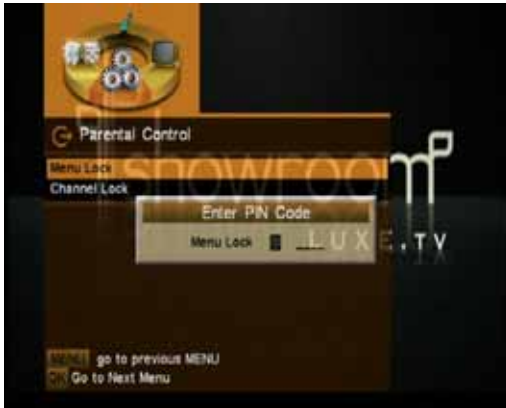 Parental Control
Menu Lock
Channel Lock
showroom
Enter PIN Code
Menu Lock
LUXE.TV
MENU go to previous MENU
OK Go to Next Menu